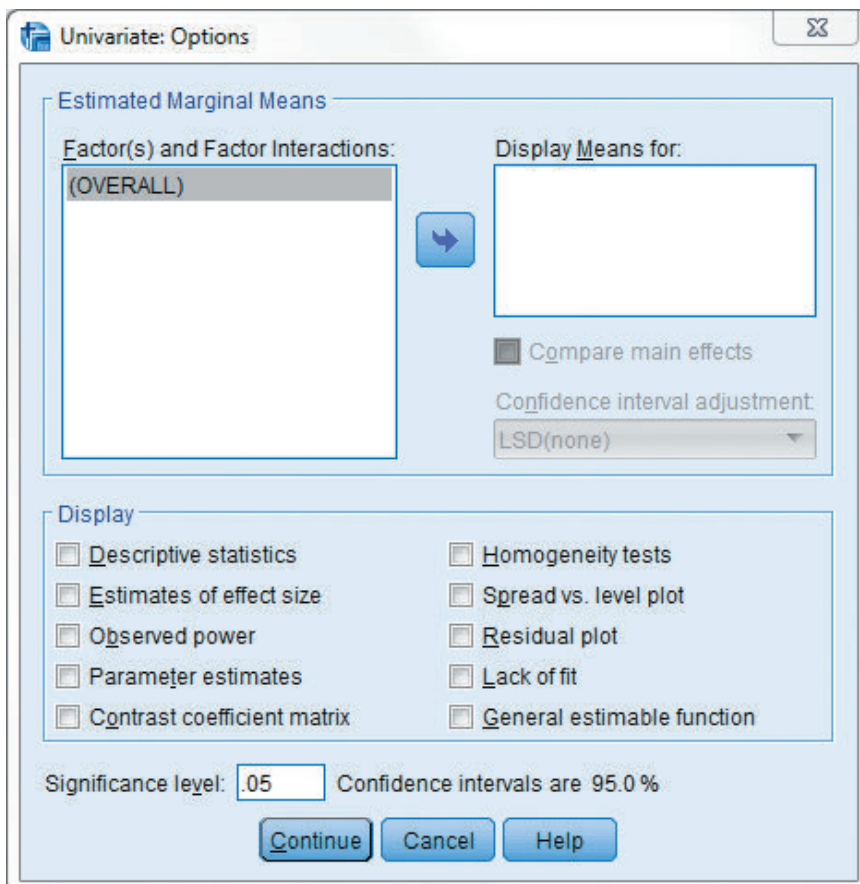 Univariate: Options
Estimated Marginal Means
Factor(s) and Factor Interactions:
(OVERALL)
Display Means for:
Compare main effects
Confidence interval adjustment:
LSD(none)
Display
Descriptive statistics
Estimates of effect size
Observed power
Parameter estimates
Contrast coefficient matrix
Homogeneity tests
Spread vs. level plot
Residual plot
Lack of fit
General estimable function
Significance level: .05 Confidence intervals are 95.0 %
Continue Cancel Help